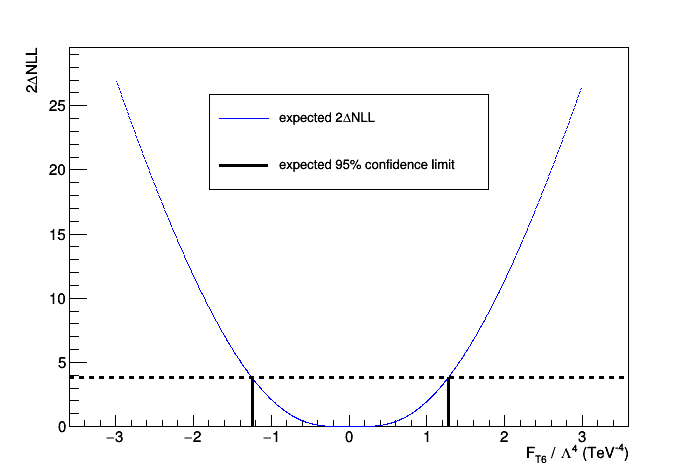 2ΔNLL
expected 2ΔNLL
expected 95% confidence limit
25
20
15
10
5
0
−3 −2 −1 0 1 2 3
F_T6 / Λ^4 (TeV^-4)